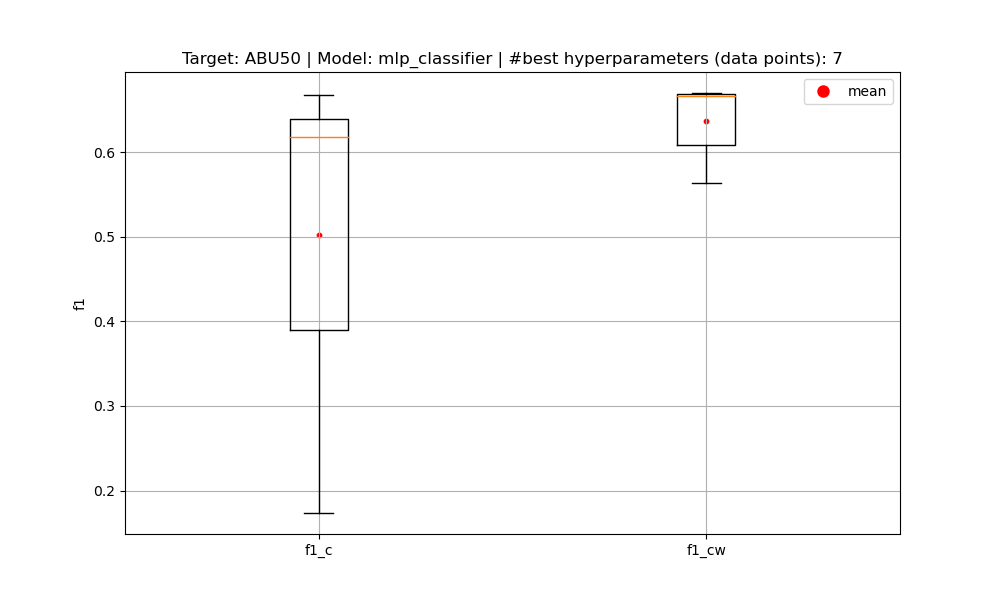 Target: ABU50 | Model: mlp_classifier | #best hyperparameters (data points): 7
mean
0.6
0.5
0.4
0.3
0.2
f1
f1_c
f1_cw